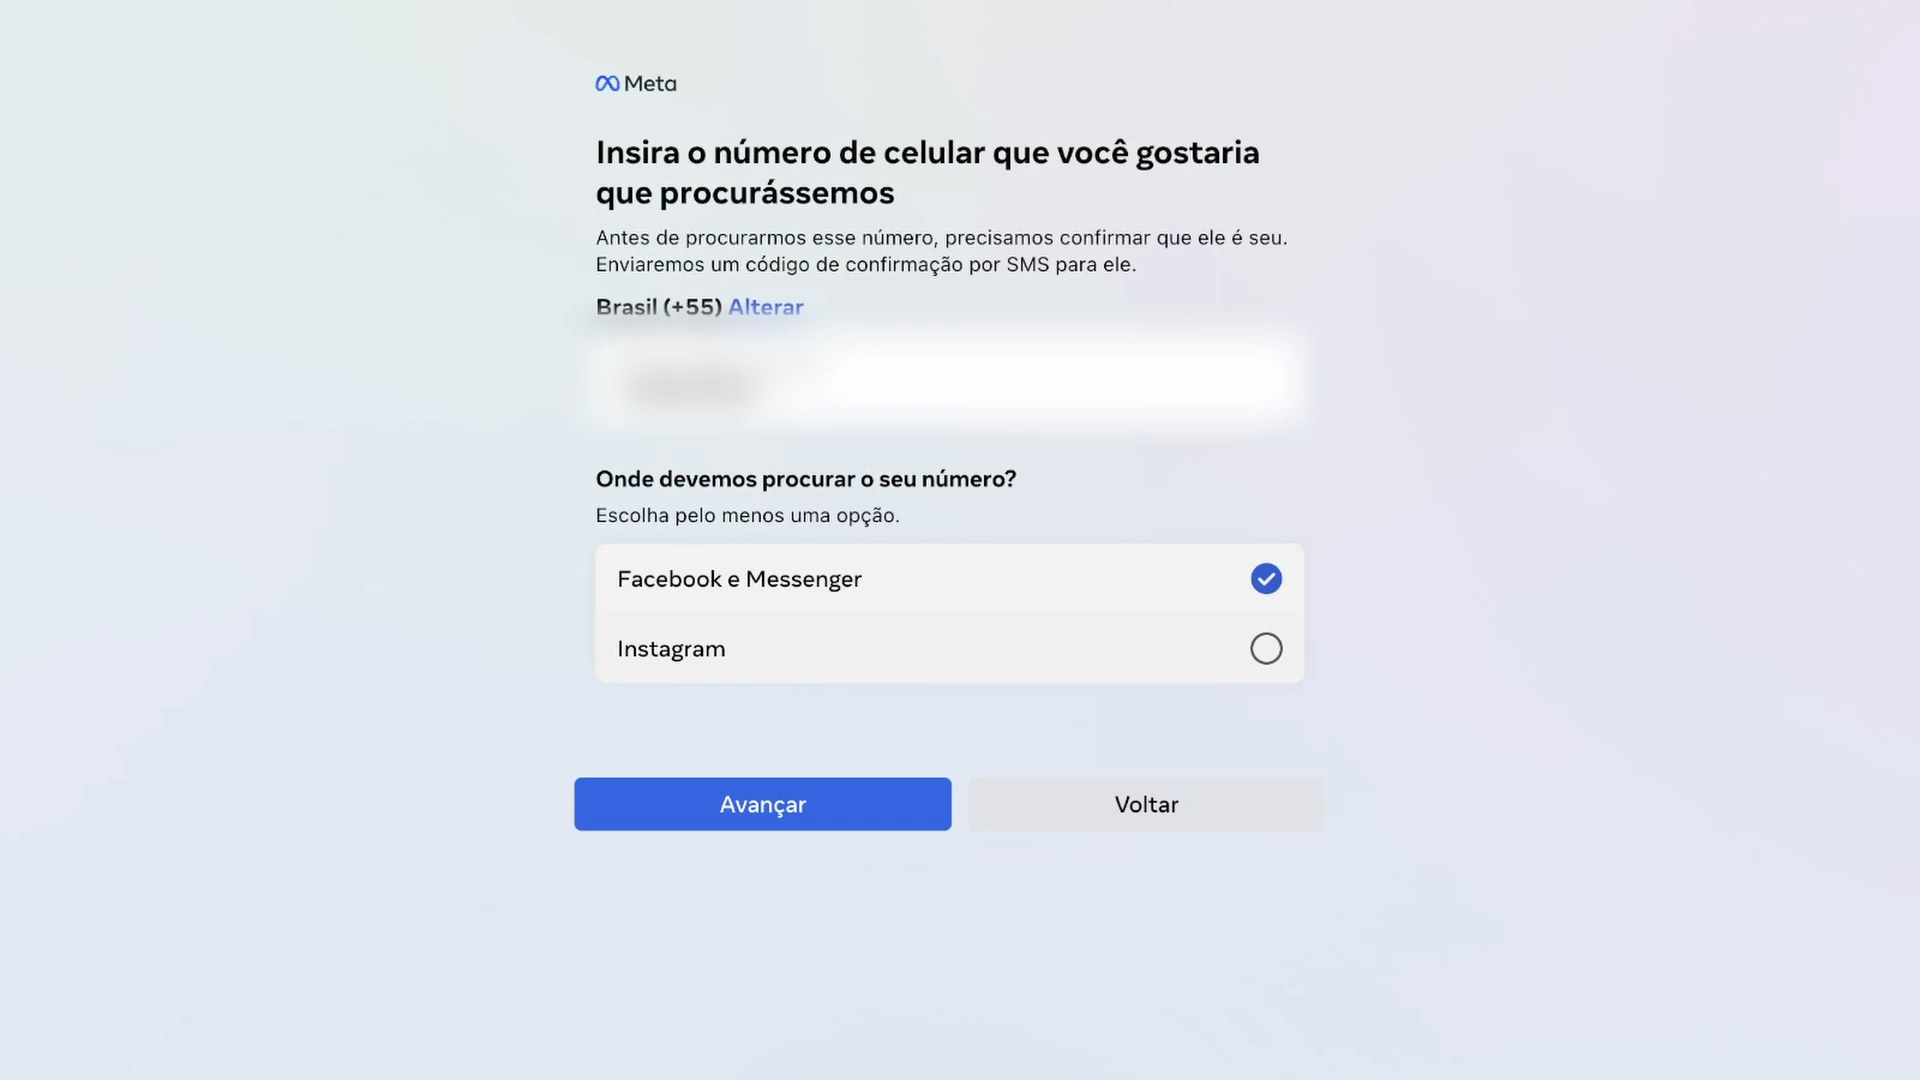 Meta
Insira o número de celular que você gostaria
que procurássemos
Antes de procurarmos esse número, precisamos confirmar que ele é seu.
Enviaremos um código de confirmação por SMS para ele.
Brasil (+55) Alterar
Onde devemos procurar o seu número?
Escolha pelo menos uma opção.
Facebook e Messenger
Instagram
Avançar
Voltar